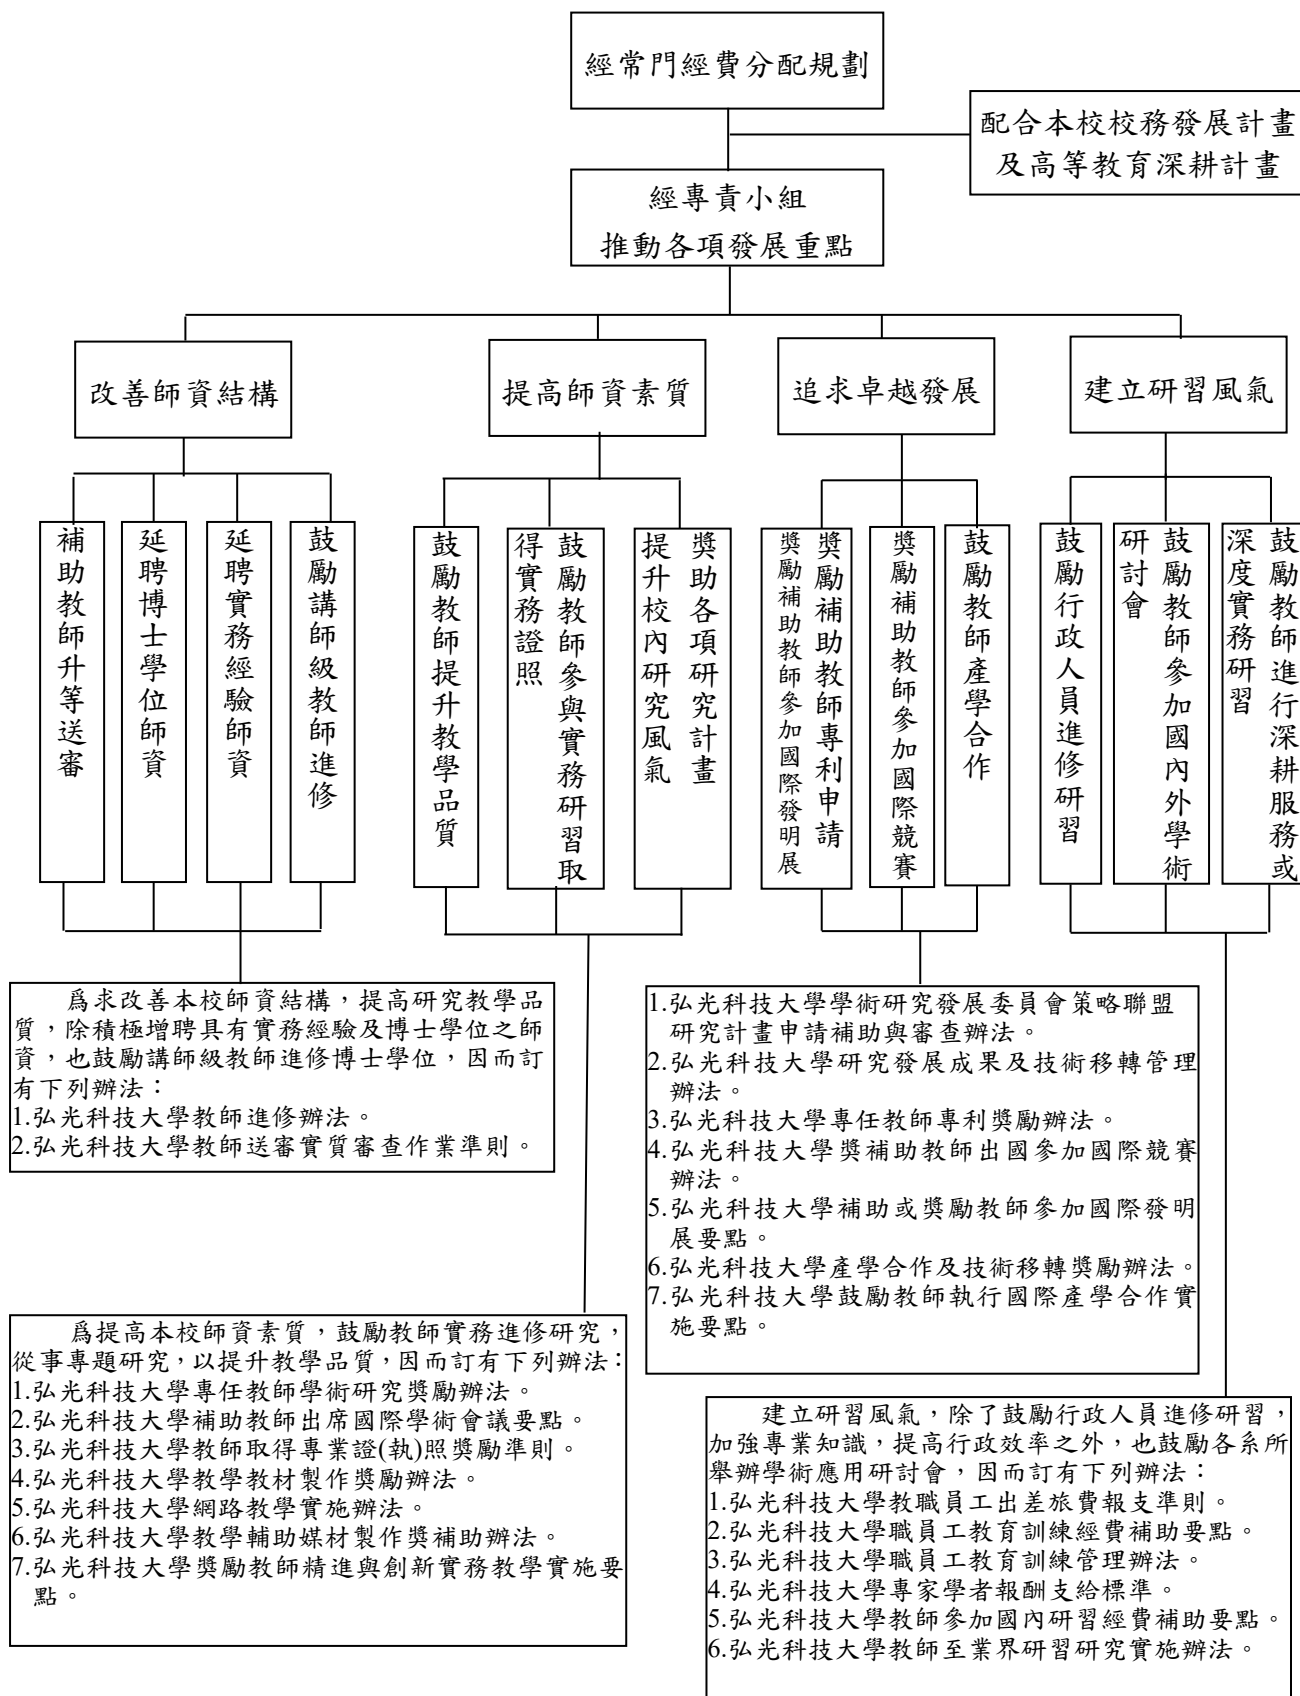 經常門經費分配規劃
配合本校校務發展計畫
及高等教育深耕計畫
經專責小組
推動各項發展重點
改善師資結構
提高師資素質
追求卓越發展
建立研習風氣
補助教師升等送審
延聘博士學位師資
延聘實務經驗師資
鼓勵講師級教師進修
鼓勵教師提升教學品質
鼓勵教師參與實務研習取
得實務證照
獎助各項研究計畫
提升校內研究風氣
獎勵補助教師專利申請
獎勵補助教師參加國際發明展
獎勵補助教師參加國際競賽
鼓勵教師產學合作
鼓勵行政人員進修研習
鼓勵教師參加國內外學術
研討會
鼓勵教師進行深耕服務或
深度實務研習
為求改善本校師資結構，提高研究教學品
質，除積極增聘具有實務經驗及博士學位之師
資，也鼓勵講師級教師進修博士學位，因而訂
有下列辦法：
1.弘光科技大學教師進修辦法。
2.弘光科技大學教師送審實質審查作業準則。
為提高本校師資素質，鼓勵教師實務進修研究，
從事專題研究，以提升教學品質，因而訂有下列辦法：
1.弘光科技大學專任教師學術研究獎勵辦法。
2.弘光科技大學補助教師出席國際學術會議要點。
3.弘光科技大學教師取得專業證(執)照獎勵準則。
4.弘光科技大學教學教材製作獎勵辦法。
5.弘光科技大學網路教學實施辦法。
6.弘光科技大學教學輔助媒材製作獎補助辦法。
7.弘光科技大學獎勵教師精進與創新實務教學實施要
點。
1.弘光科技大學學術研究發展委員會策略聯盟
研究計畫申請補助與審查辦法。
2.弘光科技大學研究發展成果及技術移轉管理
辦法。
3.弘光科技大學專任教師專利獎勵辦法。
4.弘光科技大學獎補助教師出國參加國際競賽
辦法。
5.弘光科技大學補助或獎勵教師參加國際發明
展要點。
6.弘光科技大學產學合作及技術移轉獎勵辦法。
7.弘光科技大學鼓勵教師執行國際產學合作實
施要點。
建立研習風氣，除了鼓勵行政人員進修研習，
加強專業知識，提高行政效率之外，也鼓勵各系所
舉辦學術應用研討會，因而訂有下列辦法：
1.弘光科技大學教職員工出差旅費報支準則。
2.弘光科技大學職員工教育訓練經費補助要點。
3.弘光科技大學職員工教育訓練管理辦法。
4.弘光科技大學專家學者報酬支給標準。
5.弘光科技大學教師參加國內研習經費補助要點。
6.弘光科技大學教師至業界研習研究實施辦法。